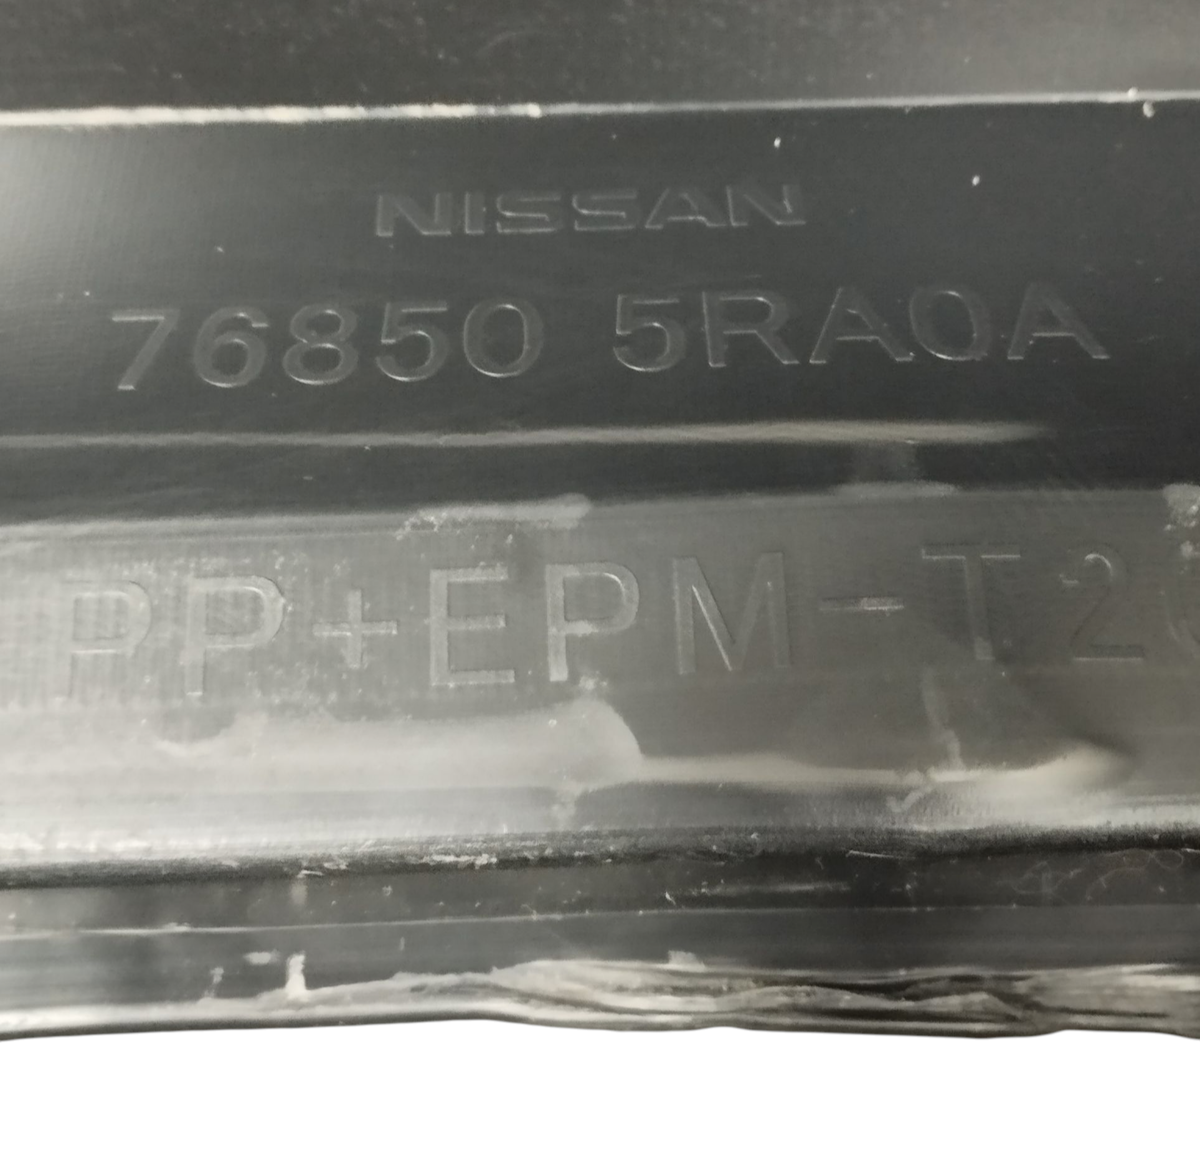 NISSAN
76850 5RA0A
PP+EPM-T2